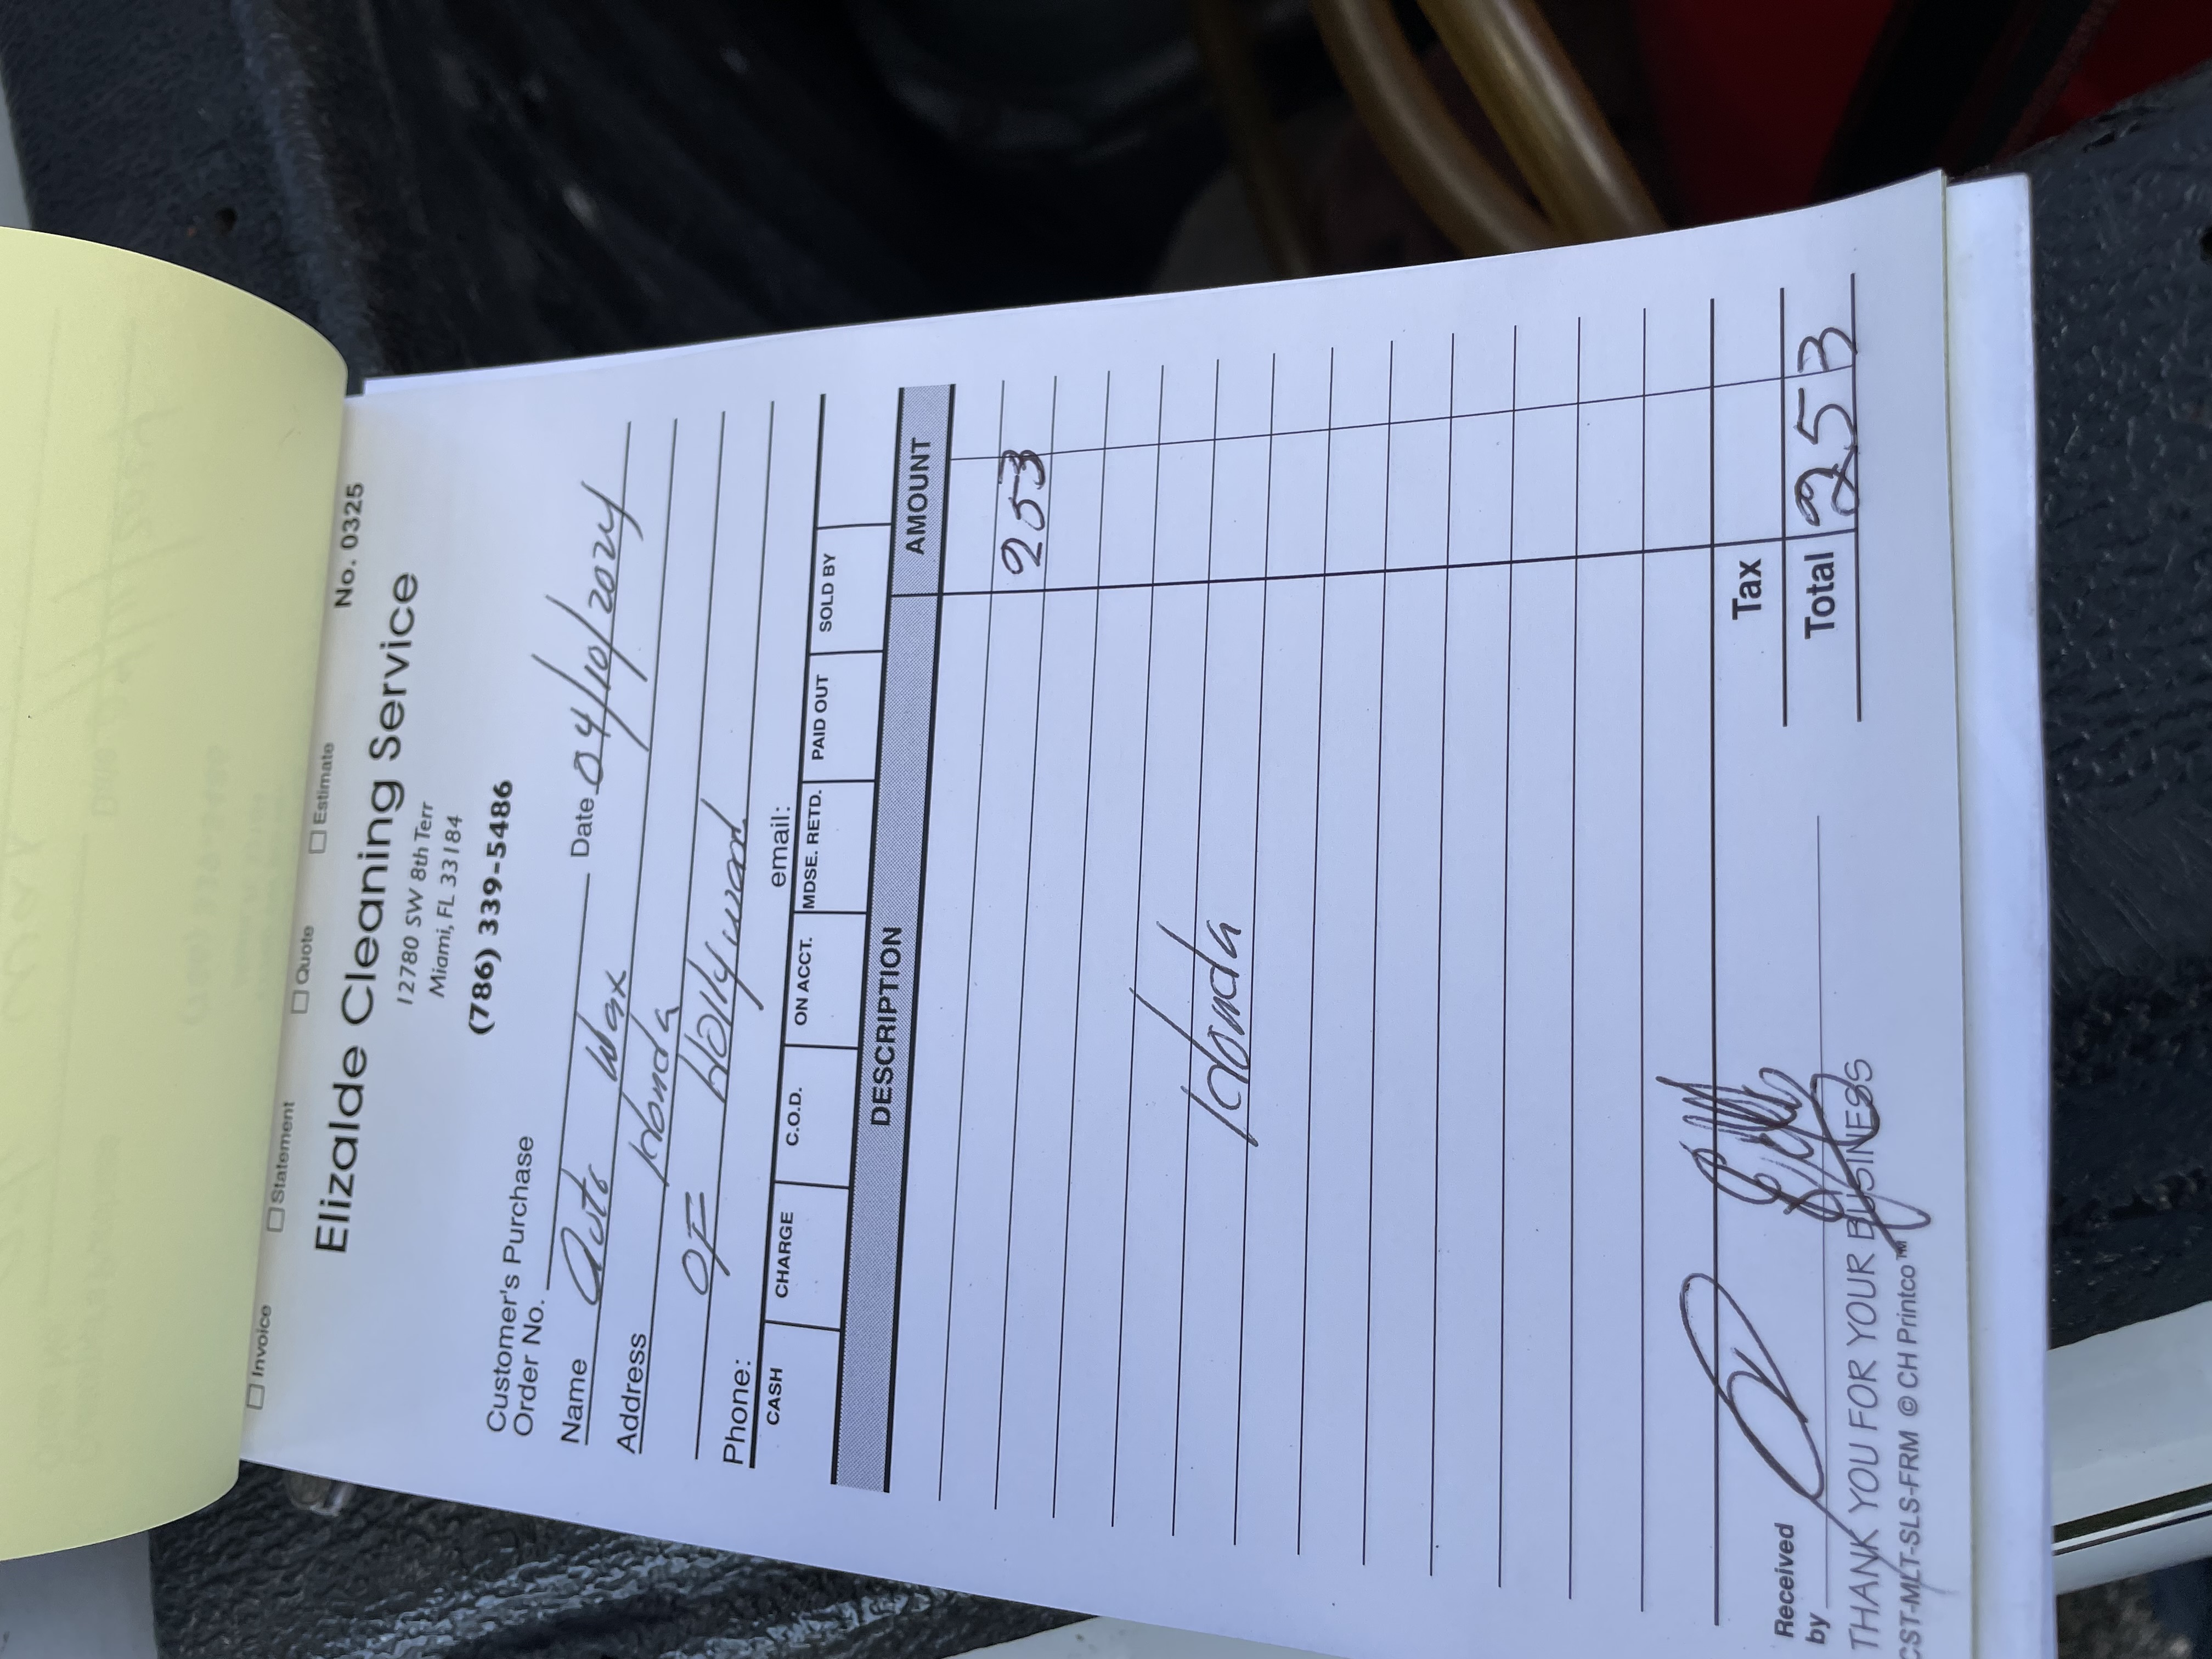 ☐ Invoice ☐ Statement ☐ Quote ☐ Estimate
No. 0325
Elizalde Cleaning Service
12780 SW 8th Terr
Miami, FL 33184
(786) 339-5486
Customer's Purchase
Order No.
Name Auto Wax Date 04/10/2024
Address Honda
OF Hollywood
Phone: email:
CASH CHARGE C.O.D. ON ACCT. MDSE. RETD. PAID OUT SOLD BY
DESCRIPTION AMOUNT
253
Honda
Tax
Total 253
Received
by
THANK YOU FOR YOUR BUSINESS
CST-MLT-SLS-FRM © CH Printco™